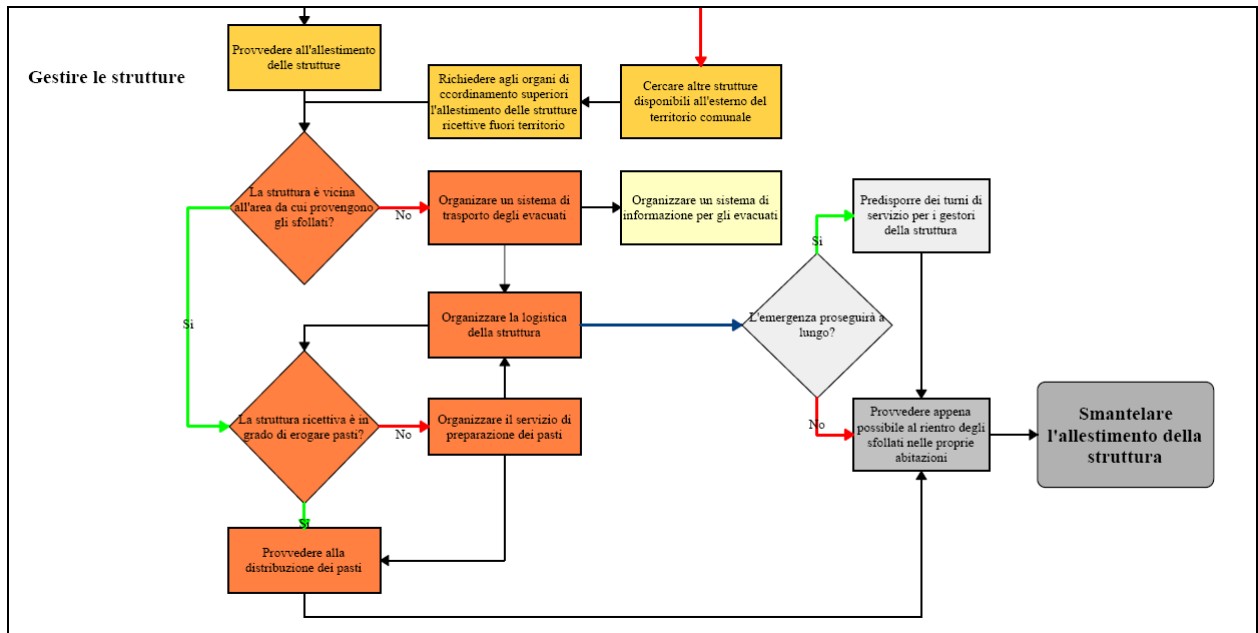 Gestire le strutture
Provvedere all'allestimento
delle strutture
Richiedere agli organi di
ccordinamento superiori
l'allestimento delle strutture
ricettive fuori territorio
Cercare altre strutture
disponibili all'esterno del
territorio comunale
La struttura è vicina
all'area da cui provengono
gli sfollati?
No
Organizzare un sistema di
trasporto degli evacuati
Organizzare un sistema di
informazione per gli evacuati
Predisporre dei turni di
servizio per i gestori
della struttura
Si
Si
Organizzare la logistica
della struttura
L'emergenza proseguirà a
lungo?
La struttura ricettiva è in
grado di erogare pasti?
No
Organizzare il servizio di
preparazione dei pasti
No
Provvedere appena
possibile al rientro degli
sfollati nelle proprie
abitazioni
Smantelare
l'allestimento della
struttura
Si
Provvedere alla
distribuzione dei pasti